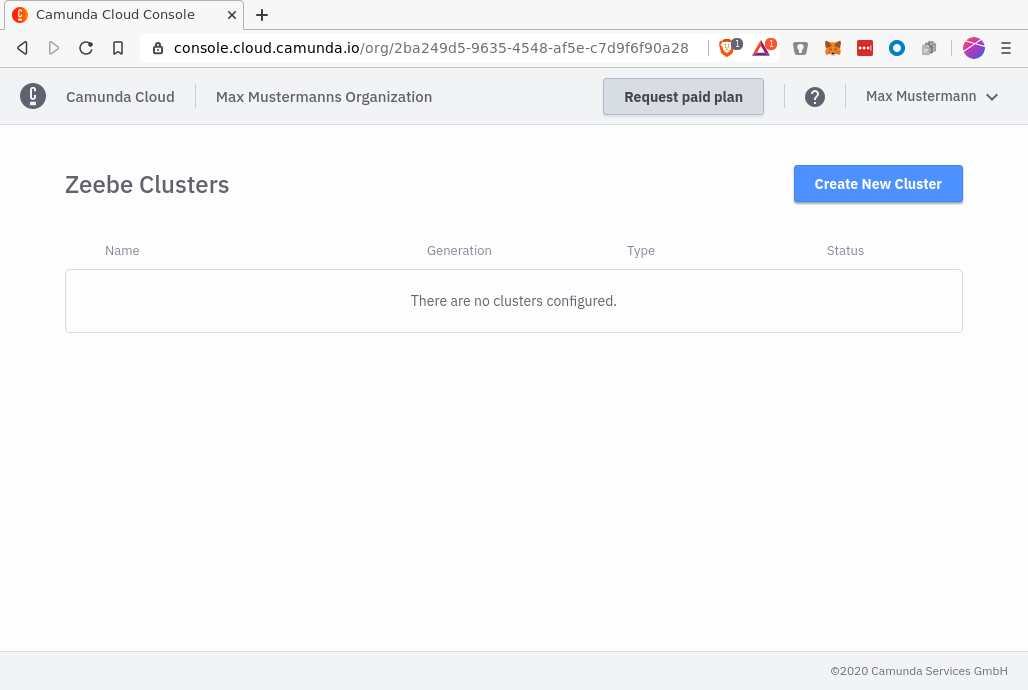 Camunda Cloud Console
console.cloud.camunda.io/org/2ba249d5-9635-4548-af5e-c7d9f6f90a28 1 1
Camunda Cloud Max Mustermanns Organization Request paid plan ? Max Mustermann
Zeebe Clusters Create New Cluster
Name Generation Type Status
There are no clusters configured.
©2020 Camunda Services GmbH